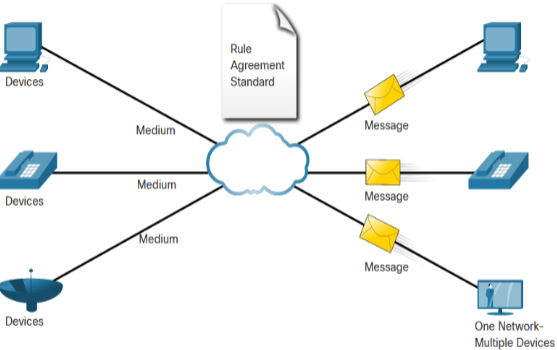 Rule
Agreement
Standard
Devices
Medium
Message
Medium
Devices
Message
Medium
Message
Devices
One Network-
Multiple Devices